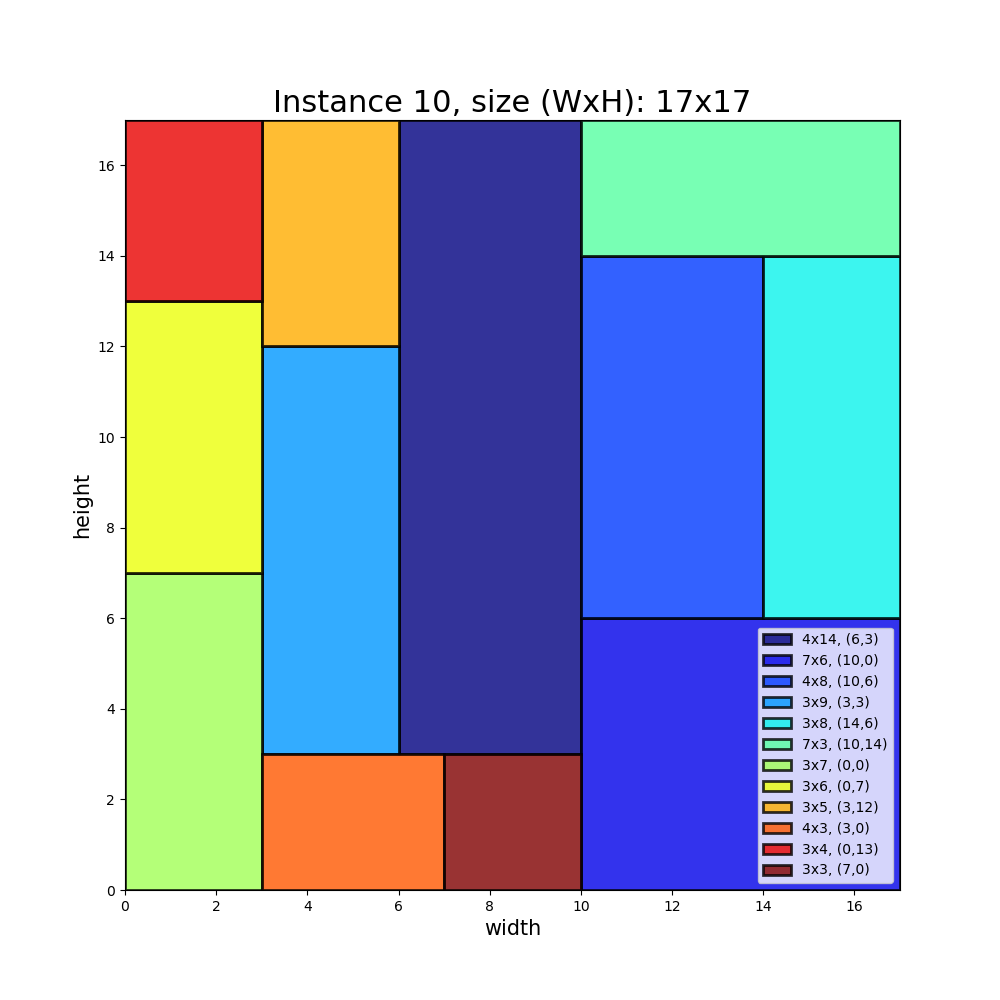 Instance 10, size (WxH): 17x17
height
16
14
12
10
8
6
4
2
0
4x14, (6,3)
7x6, (10,0)
4x8, (10,6)
3x9, (3,3)
3x8, (14,6)
7x3, (10,14)
3x7, (0,0)
3x6, (0,7)
3x5, (3,12)
4x3, (3,0)
3x4, (0,13)
3x3, (7,0)
0 2 4 6 8 10 12 14 16
width